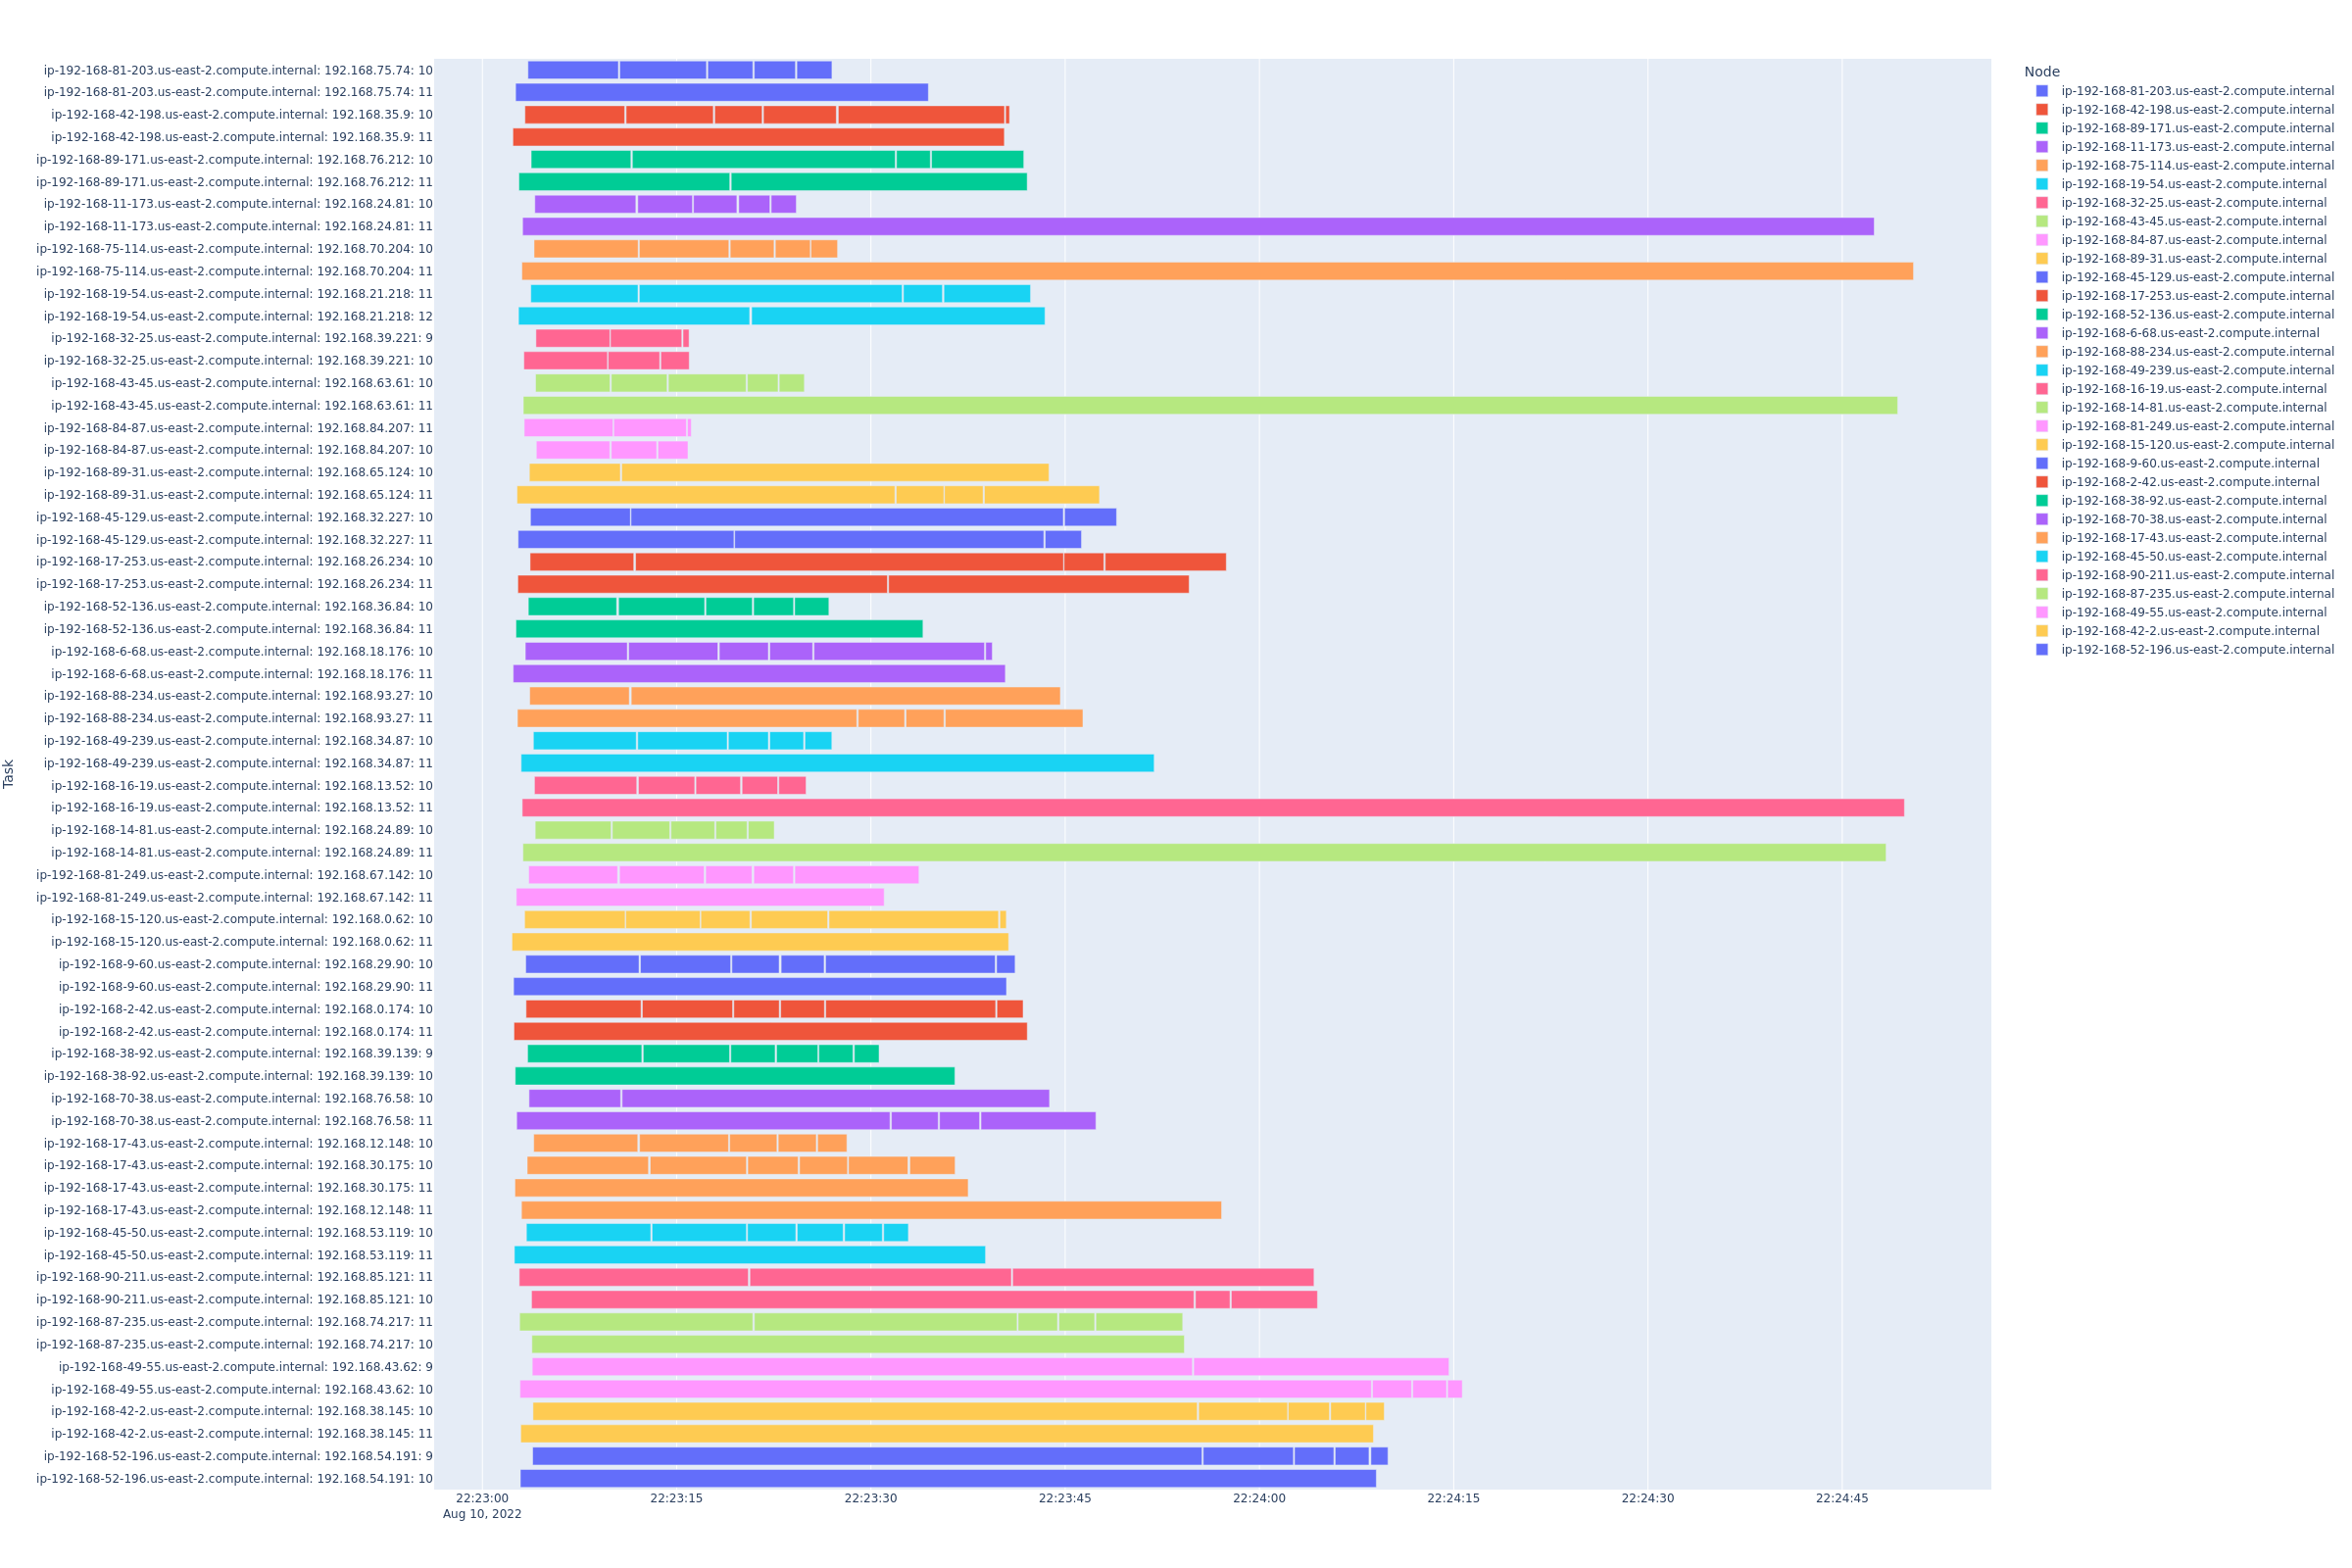 ip-192-168-81-203.us-east-2.compute.internal: 192.168.75.74: 10
ip-192-168-81-203.us-east-2.compute.internal: 192.168.75.74: 11
ip-192-168-42-198.us-east-2.compute.internal: 192.168.35.9: 10
ip-192-168-42-198.us-east-2.compute.internal: 192.168.35.9: 11
ip-192-168-89-171.us-east-2.compute.internal: 192.168.76.212: 10
ip-192-168-89-171.us-east-2.compute.internal: 192.168.76.212: 11
ip-192-168-11-173.us-east-2.compute.internal: 192.168.24.81: 10
ip-192-168-11-173.us-east-2.compute.internal: 192.168.24.81: 11
ip-192-168-75-114.us-east-2.compute.internal: 192.168.70.204: 10
ip-192-168-75-114.us-east-2.compute.internal: 192.168.70.204: 11
ip-192-168-19-54.us-east-2.compute.internal: 192.168.21.218: 11
ip-192-168-19-54.us-east-2.compute.internal: 192.168.21.218: 12
ip-192-168-32-25.us-east-2.compute.internal: 192.168.39.221: 9
ip-192-168-32-25.us-east-2.compute.internal: 192.168.39.221: 10
ip-192-168-43-45.us-east-2.compute.internal: 192.168.63.61: 10
ip-192-168-43-45.us-east-2.compute.internal: 192.168.63.61: 11
ip-192-168-84-87.us-east-2.compute.internal: 192.168.84.207: 11
ip-192-168-84-87.us-east-2.compute.internal: 192.168.84.207: 10
ip-192-168-89-31.us-east-2.compute.internal: 192.168.65.124: 10
ip-192-168-89-31.us-east-2.compute.internal: 192.168.65.124: 11
ip-192-168-45-129.us-east-2.compute.internal: 192.168.32.227: 10
ip-192-168-45-129.us-east-2.compute.internal: 192.168.32.227: 11
ip-192-168-17-253.us-east-2.compute.internal: 192.168.26.234: 10
ip-192-168-17-253.us-east-2.compute.internal: 192.168.26.234: 11
ip-192-168-52-136.us-east-2.compute.internal: 192.168.36.84: 10
ip-192-168-52-136.us-east-2.compute.internal: 192.168.36.84: 11
ip-192-168-6-68.us-east-2.compute.internal: 192.168.18.176: 10
ip-192-168-6-68.us-east-2.compute.internal: 192.168.18.176: 11
ip-192-168-88-234.us-east-2.compute.internal: 192.168.93.27: 10
ip-192-168-88-234.us-east-2.compute.internal: 192.168.93.27: 11
ip-192-168-49-239.us-east-2.compute.internal: 192.168.34.87: 10
ip-192-168-49-239.us-east-2.compute.internal: 192.168.34.87: 11
ip-192-168-16-19.us-east-2.compute.internal: 192.168.13.52: 10
ip-192-168-16-19.us-east-2.compute.internal: 192.168.13.52: 11
ip-192-168-14-81.us-east-2.compute.internal: 192.168.24.89: 10
ip-192-168-14-81.us-east-2.compute.internal: 192.168.24.89: 11
ip-192-168-81-249.us-east-2.compute.internal: 192.168.67.142: 10
ip-192-168-81-249.us-east-2.compute.internal: 192.168.67.142: 11
ip-192-168-15-120.us-east-2.compute.internal: 192.168.0.62: 10
ip-192-168-15-120.us-east-2.compute.internal: 192.168.0.62: 11
ip-192-168-9-60.us-east-2.compute.internal: 192.168.29.90: 10
ip-192-168-9-60.us-east-2.compute.internal: 192.168.29.90: 11
ip-192-168-2-42.us-east-2.compute.internal: 192.168.0.174: 10
ip-192-168-2-42.us-east-2.compute.internal: 192.168.0.174: 11
ip-192-168-38-92.us-east-2.compute.internal: 192.168.39.139: 9
ip-192-168-38-92.us-east-2.compute.internal: 192.168.39.139: 10
ip-192-168-70-38.us-east-2.compute.internal: 192.168.76.58: 10
ip-192-168-70-38.us-east-2.compute.internal: 192.168.76.58: 11
ip-192-168-17-43.us-east-2.compute.internal: 192.168.12.148: 10
ip-192-168-17-43.us-east-2.compute.internal: 192.168.30.175: 10
ip-192-168-17-43.us-east-2.compute.internal: 192.168.30.175: 11
ip-192-168-17-43.us-east-2.compute.internal: 192.168.12.148: 11
ip-192-168-45-50.us-east-2.compute.internal: 192.168.53.119: 10
ip-192-168-45-50.us-east-2.compute.internal: 192.168.53.119: 11
ip-192-168-90-211.us-east-2.compute.internal: 192.168.85.121: 11
ip-192-168-90-211.us-east-2.compute.internal: 192.168.85.121: 10
ip-192-168-87-235.us-east-2.compute.internal: 192.168.74.217: 11
ip-192-168-87-235.us-east-2.compute.internal: 192.168.74.217: 10
ip-192-168-49-55.us-east-2.compute.internal: 192.168.43.62: 9
ip-192-168-49-55.us-east-2.compute.internal: 192.168.43.62: 10
ip-192-168-42-2.us-east-2.compute.internal: 192.168.38.145: 10
ip-192-168-42-2.us-east-2.compute.internal: 192.168.38.145: 11
ip-192-168-52-196.us-east-2.compute.internal: 192.168.54.191: 9
ip-192-168-52-196.us-east-2.compute.internal: 192.168.54.191: 10
Task
22:23:00
Aug 10, 2022
22:23:15
22:23:30
22:23:45
22:24:00
22:24:15
22:24:30
22:24:45
Node
ip-192-168-81-203.us-east-2.compute.internal
ip-192-168-42-198.us-east-2.compute.internal
ip-192-168-89-171.us-east-2.compute.internal
ip-192-168-11-173.us-east-2.compute.internal
ip-192-168-75-114.us-east-2.compute.internal
ip-192-168-19-54.us-east-2.compute.internal
ip-192-168-32-25.us-east-2.compute.internal
ip-192-168-43-45.us-east-2.compute.internal
ip-192-168-84-87.us-east-2.compute.internal
ip-192-168-89-31.us-east-2.compute.internal
ip-192-168-45-129.us-east-2.compute.internal
ip-192-168-17-253.us-east-2.compute.internal
ip-192-168-52-136.us-east-2.compute.internal
ip-192-168-6-68.us-east-2.compute.internal
ip-192-168-88-234.us-east-2.compute.internal
ip-192-168-49-239.us-east-2.compute.internal
ip-192-168-16-19.us-east-2.compute.internal
ip-192-168-14-81.us-east-2.compute.internal
ip-192-168-81-249.us-east-2.compute.internal
ip-192-168-15-120.us-east-2.compute.internal
ip-192-168-9-60.us-east-2.compute.internal
ip-192-168-2-42.us-east-2.compute.internal
ip-192-168-38-92.us-east-2.compute.internal
ip-192-168-70-38.us-east-2.compute.internal
ip-192-168-17-43.us-east-2.compute.internal
ip-192-168-45-50.us-east-2.compute.internal
ip-192-168-90-211.us-east-2.compute.internal
ip-192-168-87-235.us-east-2.compute.internal
ip-192-168-49-55.us-east-2.compute.internal
ip-192-168-42-2.us-east-2.compute.internal
ip-192-168-52-196.us-east-2.compute.internal